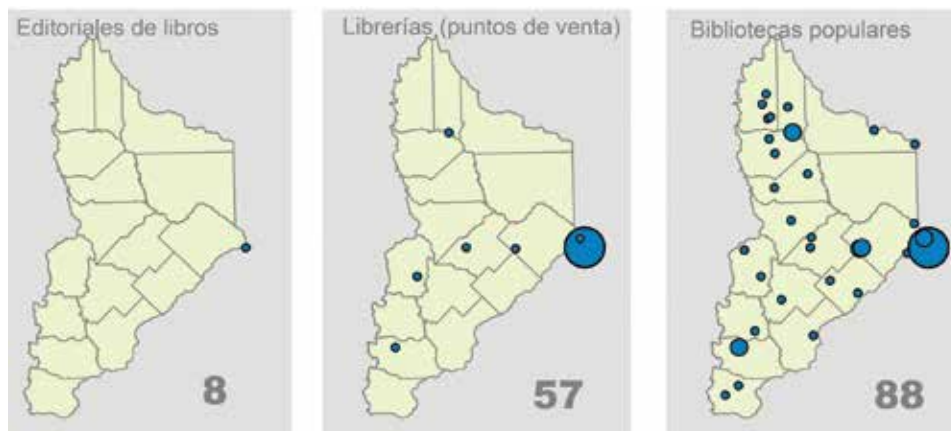 Editoriales de libros
Librerías (puntos de venta)
Bibliotecas populares
8
57
88